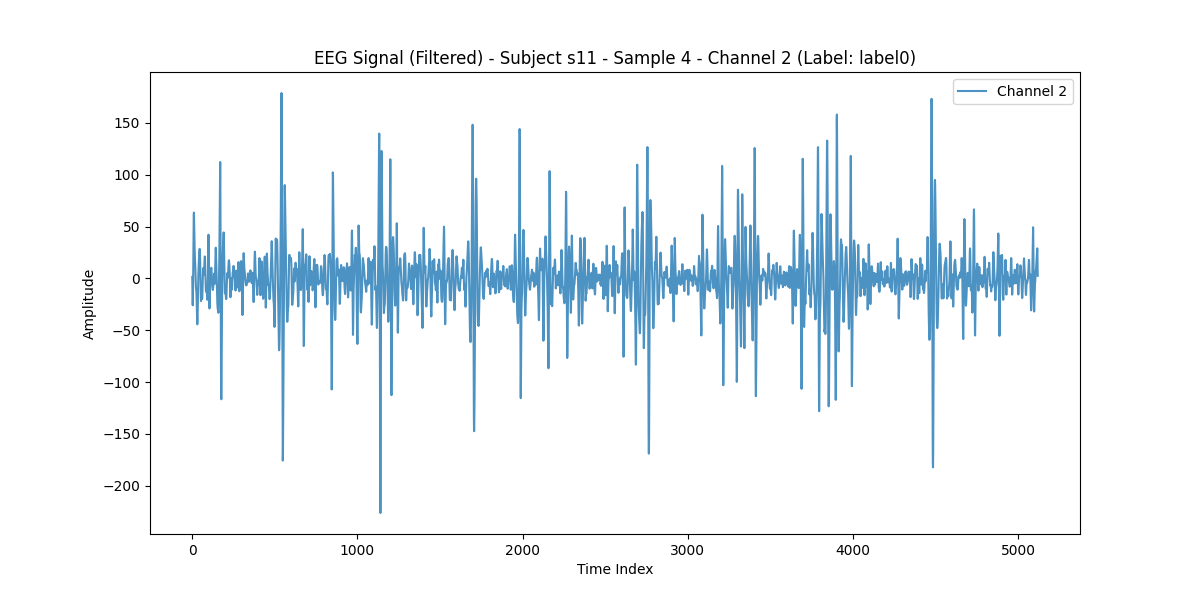 EEG Signal (Filtered) - Subject s11 - Sample 4 - Channel 2 (Label: label0)
Channel 2
150
100
50
0
−50
−100
−150
−200
Amplitude
0 1000 2000 3000 4000 5000
Time Index